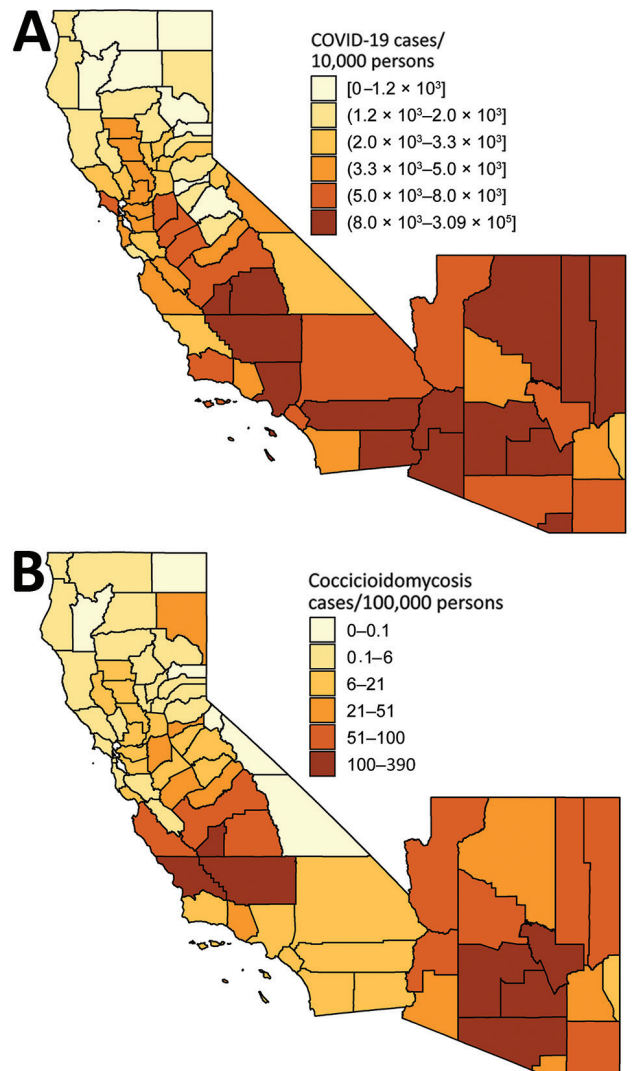 A
COVID-19 cases/
10,000 persons
[0–1.2 × 10³]
(1.2 × 10³–2.0 × 10³]
(2.0 × 10³–3.3 × 10³]
(3.3 × 10³–5.0 × 10³]
(5.0 × 10³–8.0 × 10³]
(8.0 × 10³–3.09 × 10⁵]
B
Coccicioidomycosis
cases/100,000 persons
0–0.1
0.1–6
6–21
21–51
51–100
100–390